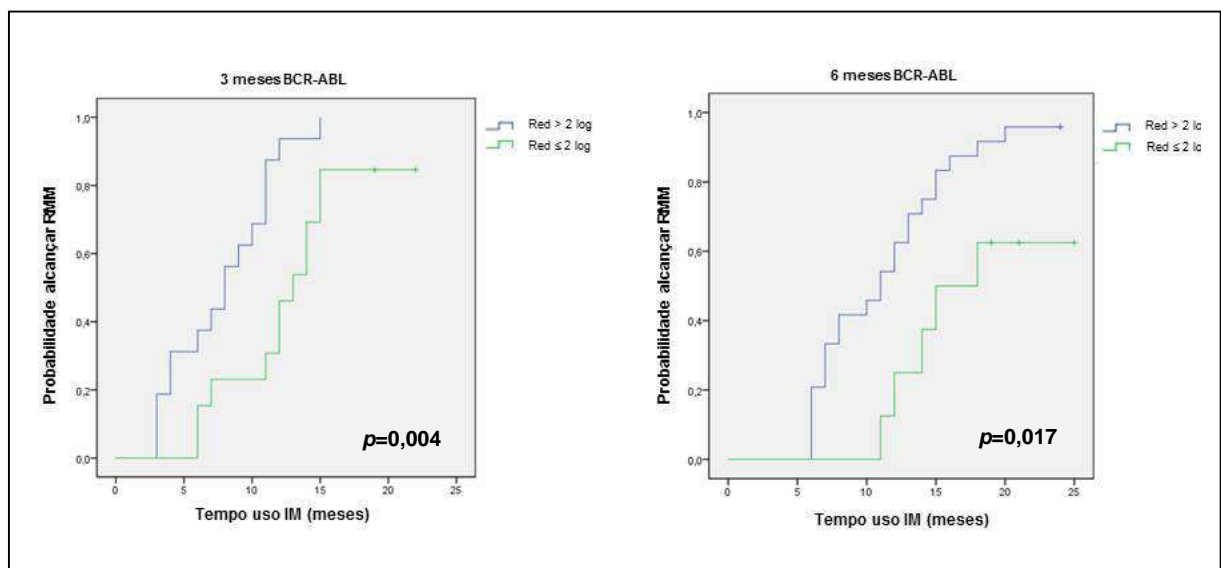 3 meses BCR-ABL
Probabilidade alcançar RMM
1,0
0,8
0,6
0,4
0,2
0,0
0 5 10 15 20 25
Tempo uso IM (meses)
Red > 2 log
Red ≤ 2 log
p=0,004
6 meses BCR-ABL
Probabilidade alcançar RMM
1,0
0,8
0,6
0,4
0,2
0,0
0 5 10 15 20 25
Tempo uso IM (meses)
Red > 2 lo
Red ≤ 2 lo
p=0,017